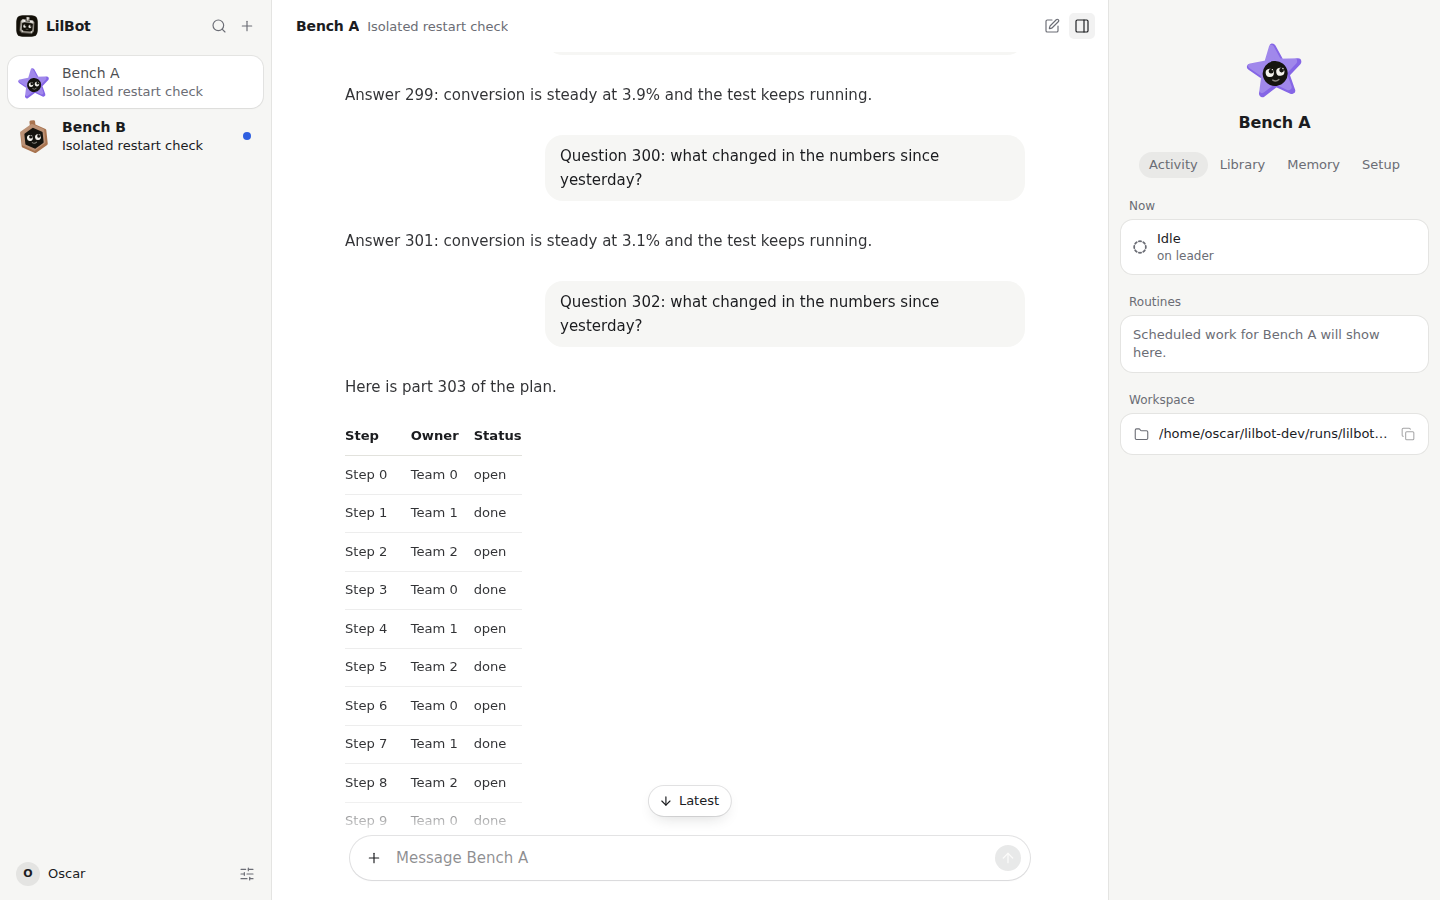 LilBot
Bench A
Isolated restart check
Bench B
Isolated restart check
O
Oscar
Bench A Isolated restart check
Answer 299: conversion is steady at 3.9% and the test keeps running.
Question 300: what changed in the numbers since
yesterday?
Answer 301: conversion is steady at 3.1% and the test keeps running.
Question 302: what changed in the numbers since
yesterday?
Here is part 303 of the plan.
Step Owner Status
Step 0 Team 0 open
Step 1 Team 1 done
Step 2 Team 2 open
Step 3 Team 0 done
Step 4 Team 1 open
Step 5 Team 2 done
Step 6 Team 0 open
Step 7 Team 1 done
Step 8 Team 2 open
Step 9 Team 0 done
Latest
Message Bench A
Bench A
Activity Library Memory Setup
Now
Idle
on leader
Routines
Scheduled work for Bench A will show
here.
Workspace
/home/oscar/lilbot-dev/runs/lilbot...